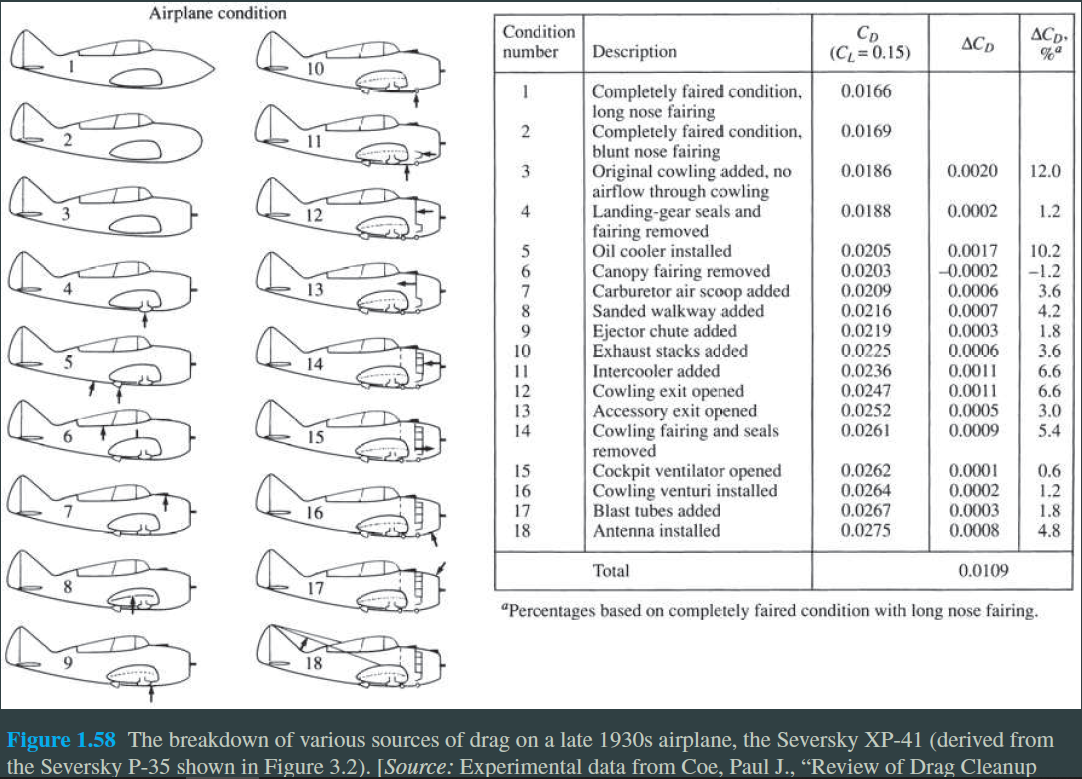 Airplane condition
1
2
3
4
5
6
7
8
9
10
11
12
13
14
15
16
17
18
Condition number Description C_D (C_L = 0.15) ΔC_D ΔC_D, %^a
1 Completely faired condition, 0.0166
long nose fairing
2 Completely faired condition, 0.0169
blunt nose fairing
3 Original cowling added, no 0.0186 0.0020 12.0
airflow through cowling
4 Landing-gear seals and 0.0188 0.0002 1.2
fairing removed
5 Oil cooler installed 0.0205 0.0017 10.2
6 Canopy fairing removed 0.0203 −0.0002 −1.2
7 Carburetor air scoop added 0.0209 0.0006 3.6
8 Sanded walkway added 0.0216 0.0007 4.2
9 Ejector chute added 0.0219 0.0003 1.8
10 Exhaust stacks added 0.0225 0.0006 3.6
11 Intercooler added 0.0236 0.0011 6.6
12 Cowling exit opened 0.0247 0.0011 6.6
13 Accessory exit opened 0.0252 0.0005 3.0
14 Cowling fairing and seals 0.0261 0.0009 5.4
removed
15 Cockpit ventilator opened 0.0262 0.0001 0.6
16 Cowling venturi installed 0.0264 0.0002 1.2
17 Blast tubes added 0.0267 0.0003 1.8
18 Antenna installed 0.0275 0.0008 4.8
Total 0.0109
^aPercentages based on completely faired condition with long nose fairing.
Figure 1.58 The breakdown of various sources of drag on a late 1930s airplane, the Seversky XP-41 (derived from
the Seversky P-35 shown in Figure 3.2). [Source: Experimental data from Coe, Paul J., “Review of Drag Cleanup